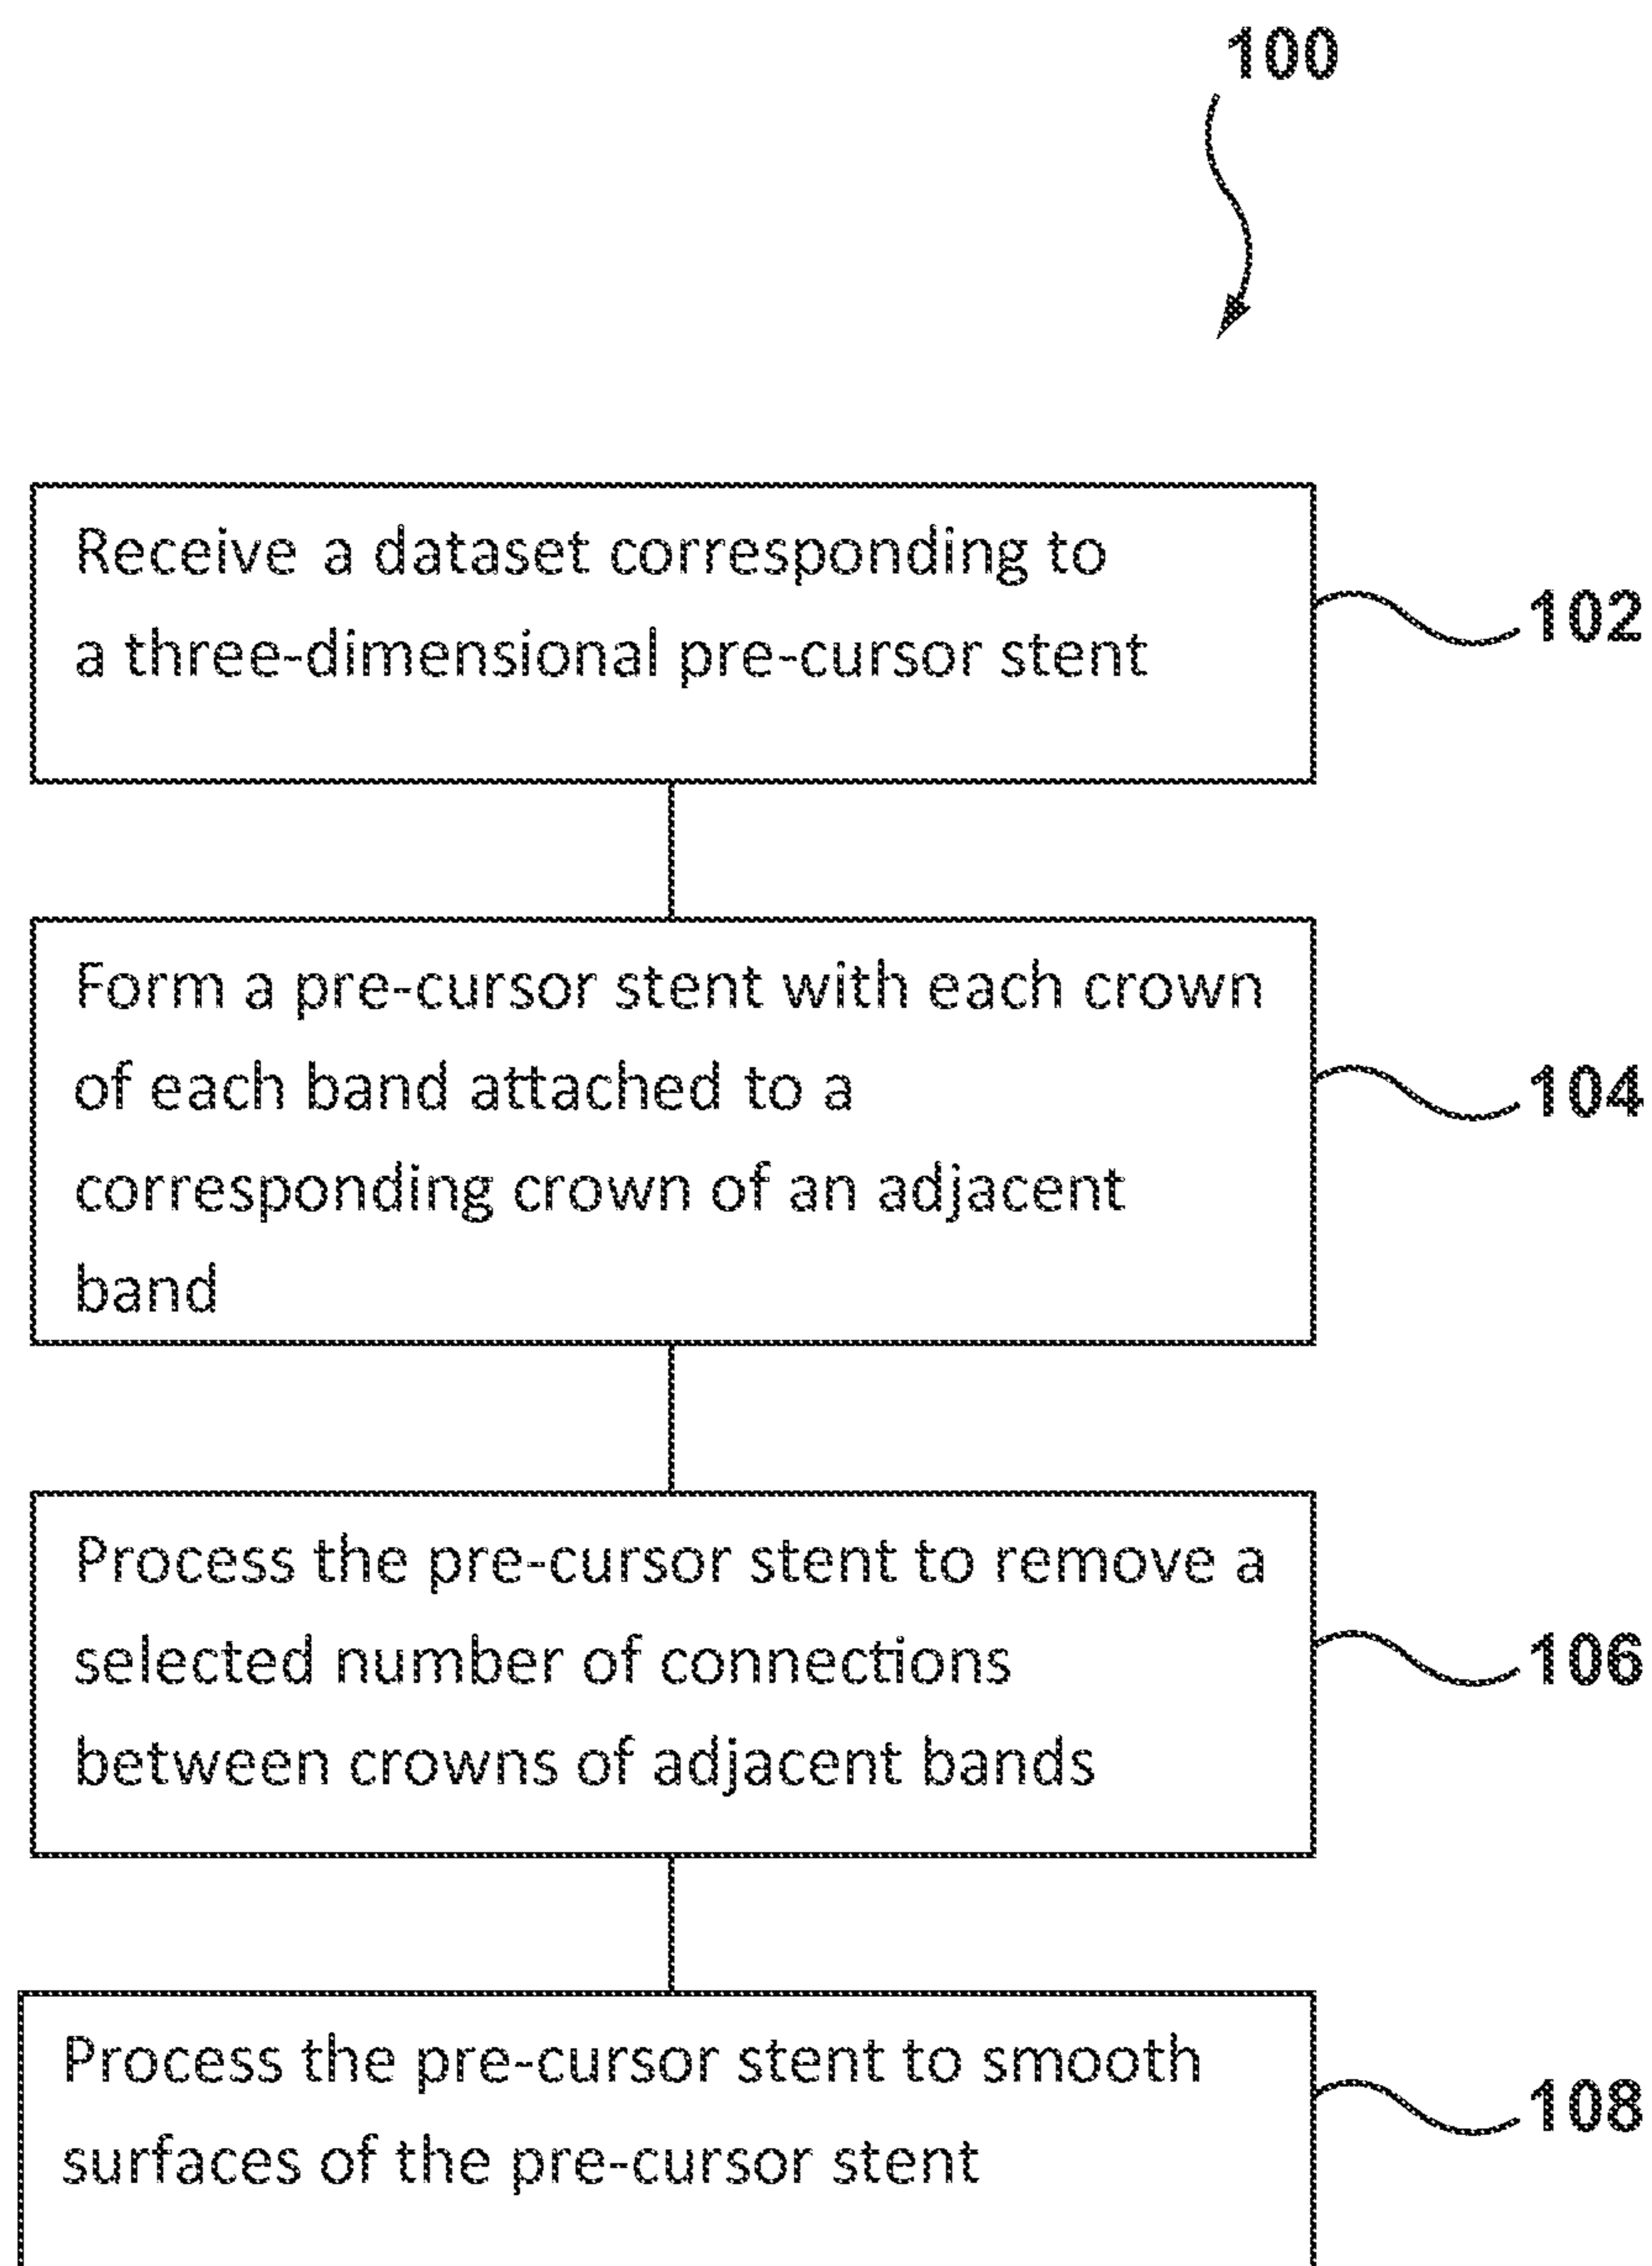 100
Receive a dataset corresponding to
a three-dimensional pre-cursor stent
102
Form a pre-cursor stent with each crown
of each band attached to a
corresponding crown of an adjacent
band
104
Process the pre-cursor stent to remove a
selected number of connections
between crowns of adjacent bands
106
Process the pre-cursor stent to smooth
surfaces of the pre-cursor stent
108